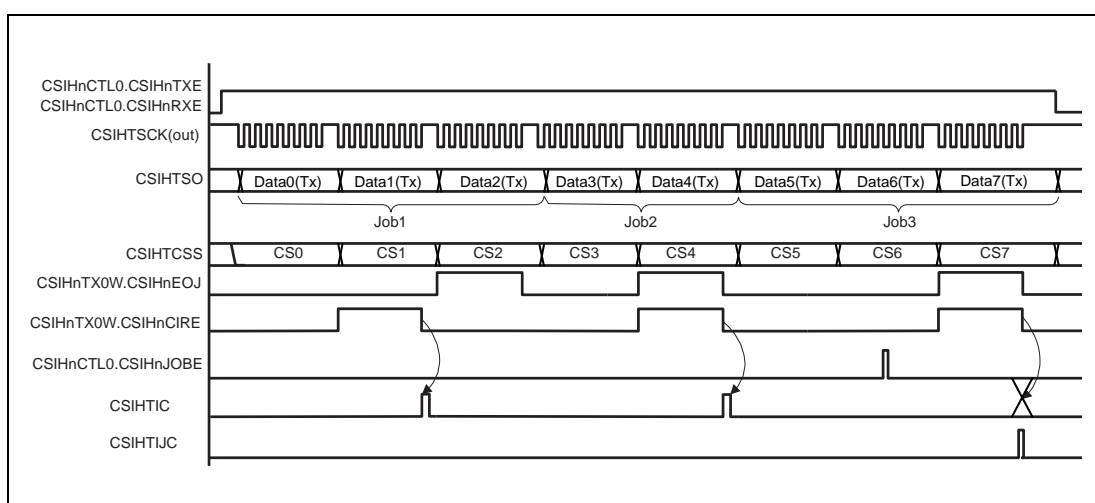 CSIHnCTL0.CSIHnTXE
CSIHnCTL0.CSIHnRXE
CSIHTSCK(out)
CSIHTSO Data0(Tx) Data1(Tx) Data2(Tx) Data3(Tx) Data4(Tx) Data5(Tx) Data6(Tx) Data7(Tx)
Job1 Job2 Job3
CSIHTCSS CS0 CS1 CS2 CS3 CS4 CS5 CS6 CS7
CSIHnTX0W.CSIHnEOJ
CSIHnTX0W.CSIHnCIRE
CSIHnCTL0.CSIHnJOBE
CSIHTIC
CSIHTIJC